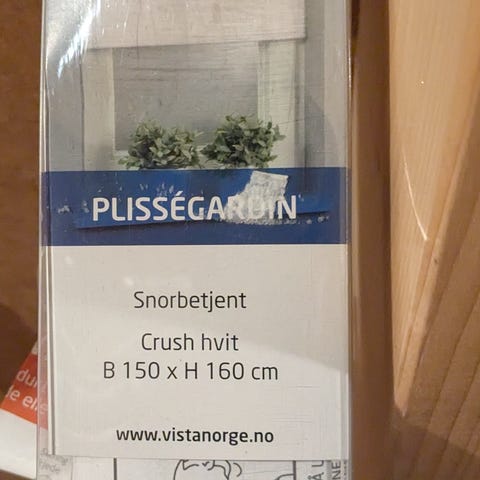 PLISSÉGARDIN
Snorbetjent
Crush hvit
B 150 x H 160 cm
www.vistanorge.no